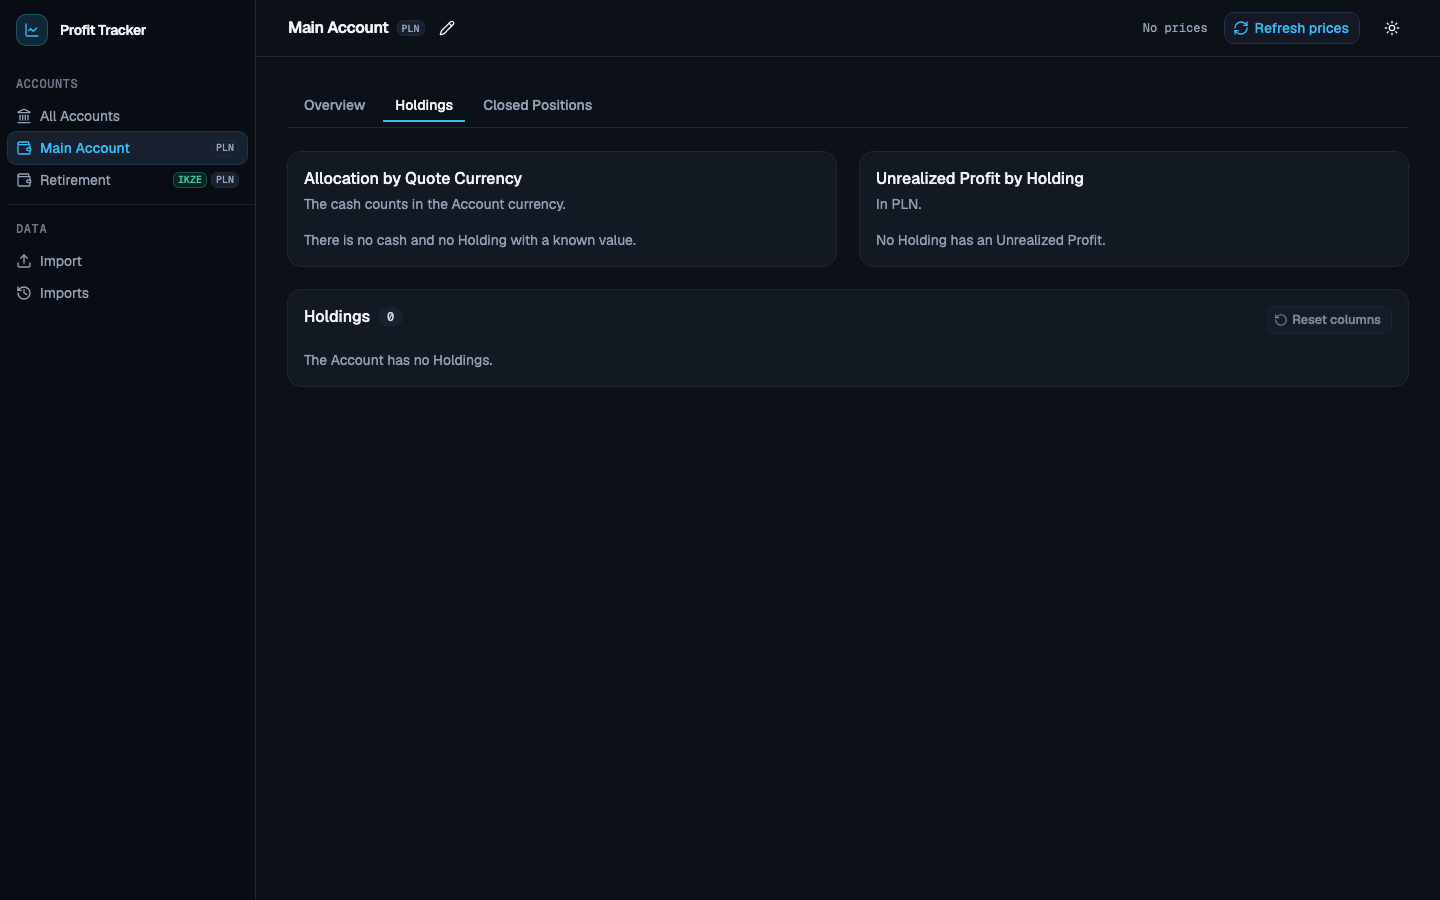 Profit Tracker
Main Account PLN
No prices
Refresh prices
ACCOUNTS
All Accounts
Main Account PLN
Retirement IKZE PLN
DATA
Import
Imports
Overview Holdings Closed Positions
Allocation by Quote Currency
The cash counts in the Account currency.
There is no cash and no Holding with a known value.
Unrealized Profit by Holding
In PLN.
No Holding has an Unrealized Profit.
Holdings 0
Reset columns
The Account has no Holdings.